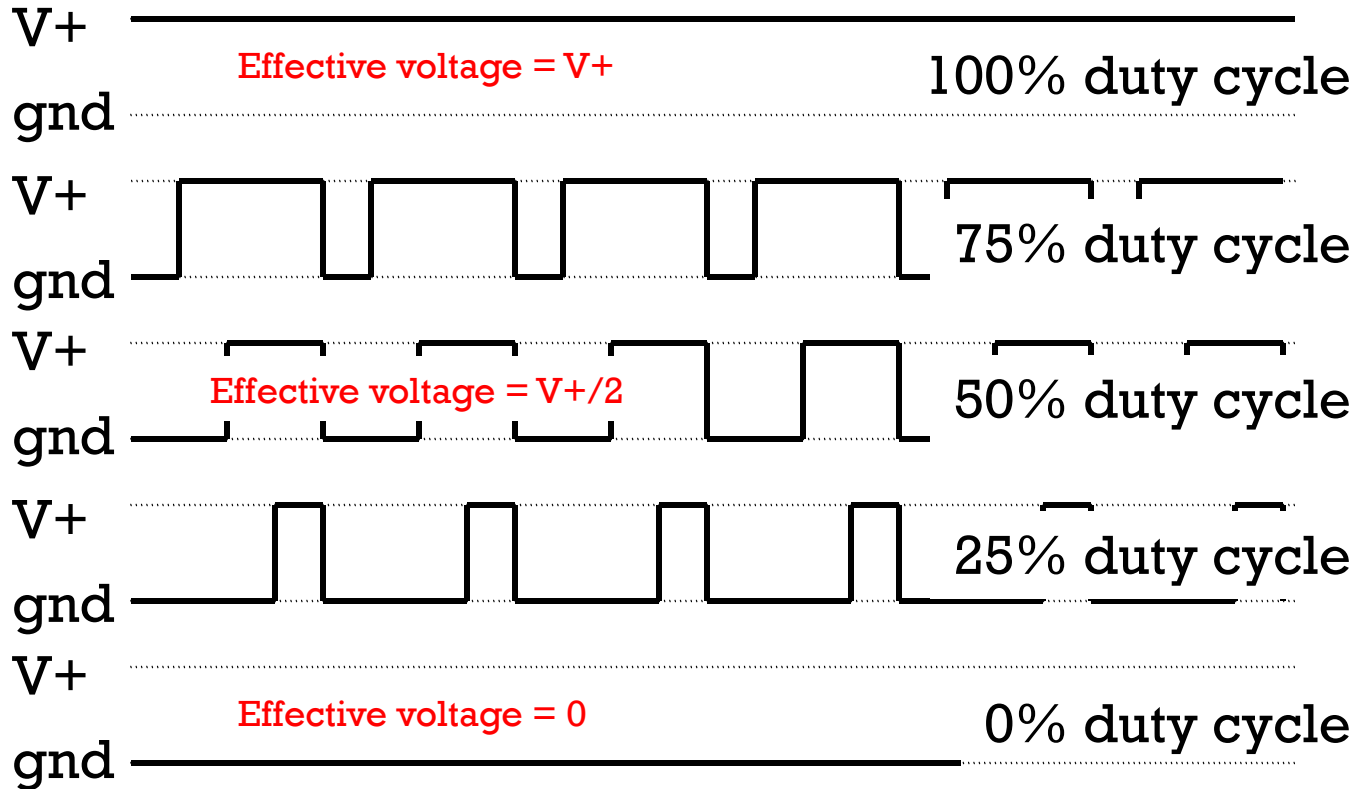 V+
Effective voltage = V+
100% duty cycle
gnd
V+
75% duty cycle
gnd
V+
Effective voltage = V+/2
50% duty cycle
gnd
V+
25% duty cycle
gnd
V+
Effective voltage = 0
0% duty cycle
gnd